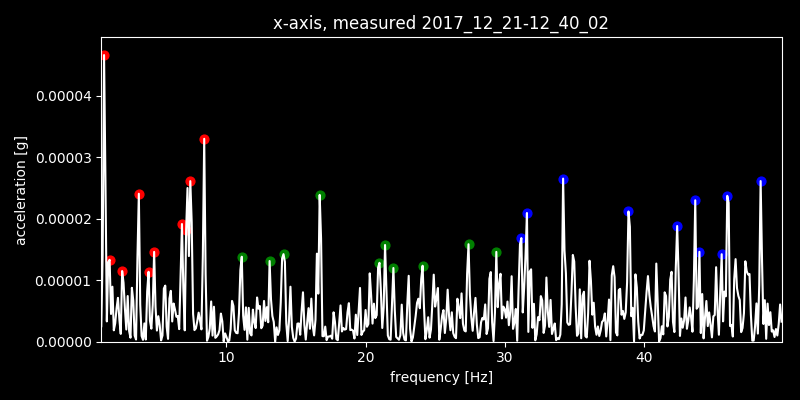 x-axis, measured 2017_12_21-12_40_02
acceleration [g]
0.00004
0.00003
0.00002
0.00001
0.00000
10 20 30 40
frequency [Hz]